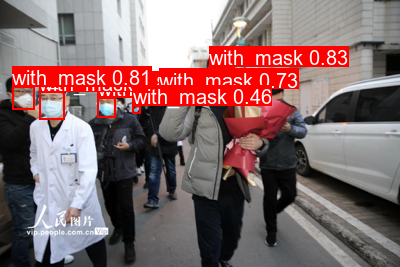 with_mask 0.83
with_mask 0.81
with_mask 0.73
with_mask 0.46
人民图片
vip.people.com.cn Vip